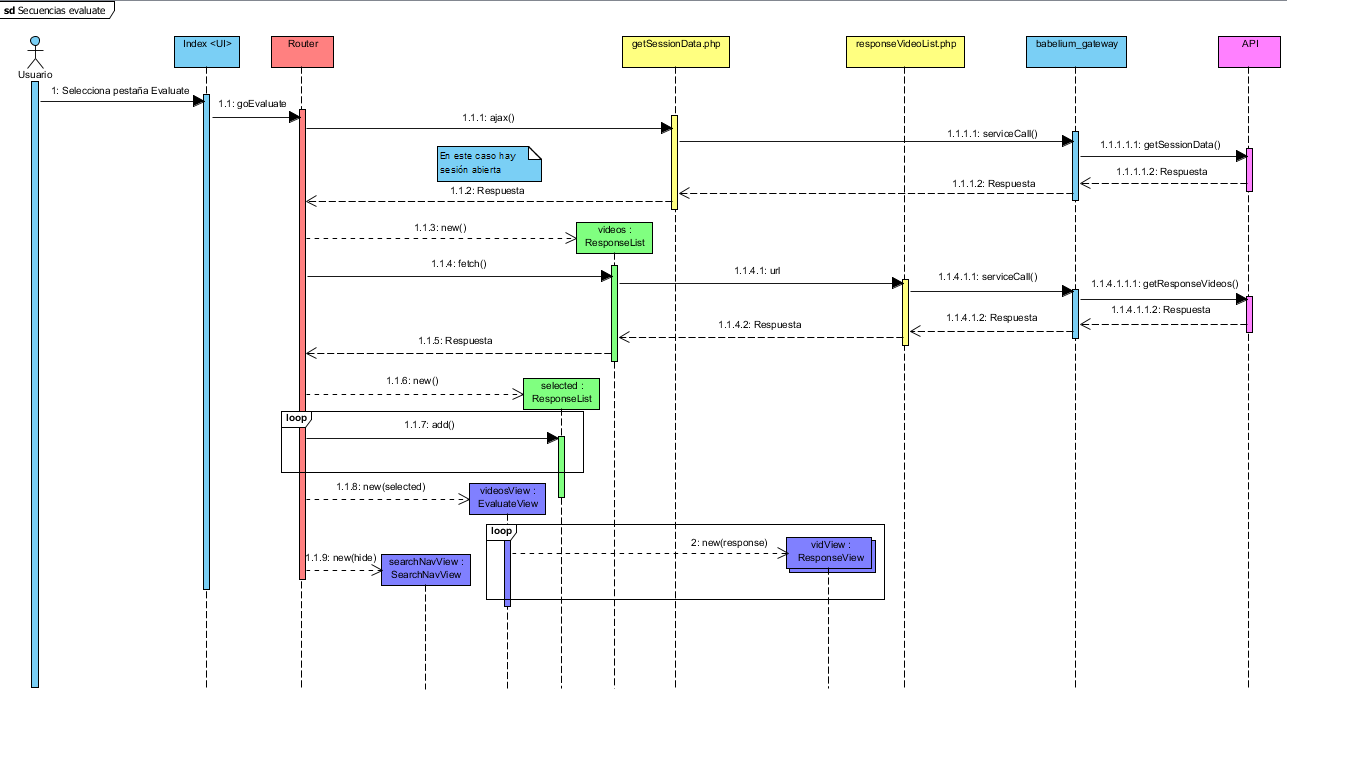 sd Secuencias evaluate
Index <UI>
Router
getSessionData.php
responseVideoList.php
babelium_gateway
API
Usuario
1: Selecciona pestaña Evaluate
1.1: goEvaluate
1.1.1: ajax()
1.1.1.1: serviceCall()
1.1.1.1.1: getSessionData()
En este caso hay
sesión abierta
1.1.1.1.2: Respuesta
1.1.1.2: Respuesta
1.1.2: Respuesta
1.1.3: new()
videos :
ResponseList
1.1.4: fetch()
1.1.4.1: url
1.1.4.1.1: serviceCall()
1.1.4.1.1.1: getResponseVideos()
1.1.4.1.1.2: Respuesta
1.1.4.1.2: Respuesta
1.1.4.2: Respuesta
1.1.5: Respuesta
1.1.6: new()
selected :
ResponseList
loop
1.1.7: add()
1.1.8: new(selected)
videosView :
EvaluateView
loop
2: new(response)
vidView :
ResponseView
1.1.9: new(hide)
searchNavView :
SearchNavView